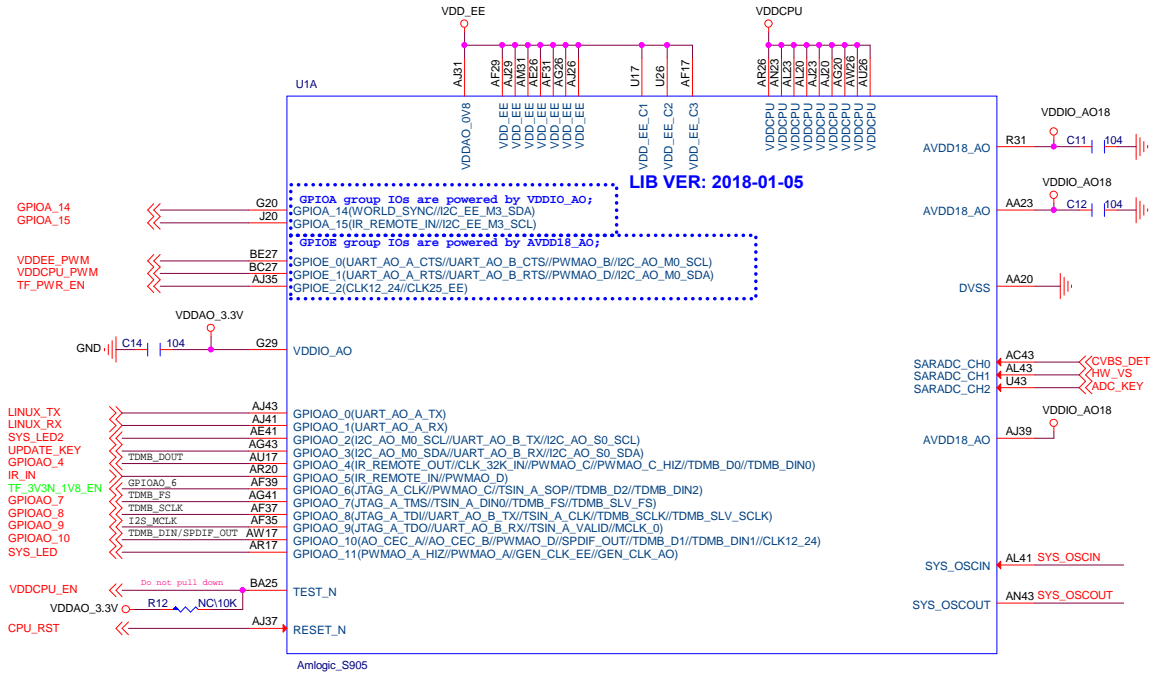 VDD_EE
VDDCPU
AJ31
AF29
AJ29
AM31
AE26
AF31
AG26
AJ26
U17
U26
AF17
AR26
AN23
AL23
AL20
AJ23
AJ20
AG20
AW26
AU26
U1A
VDDAO_0V8
VDD_EE
VDD_EE
VDD_EE
VDD_EE
VDD_EE
VDD_EE
VDD_EE
VDD_EE_C1
VDD_EE_C2
VDD_EE_C3
VDDCPU
VDDCPU
VDDCPU
VDDCPU
VDDCPU
VDDCPU
VDDCPU
VDDCPU
VDDCPU
VDDIO_AO18
AVDD18_AO R31 C11 104
LIB VER: 2018-01-05
VDDIO_AO18
AVDD18_AO AA23 C12 104
GPIOA group IOs are powered by VDDIO_AO;
GPIOA_14 G20 GPIOA_14(WORLD_SYNC//I2C_EE_M3_SDA)
GPIOA_15 J20 GPIOA_15(IR_REMOTE_IN//I2C_EE_M3_SCL)
GPIOE group IOs are powered by AVDD18_AO;
VDDEE_PWM BE27 GPIOE_0(UART_AO_A_CTS//UART_AO_B_CTS//PWMAO_B//I2C_AO_M0_SCL)
VDDCPU_PWM BC27 GPIOE_1(UART_AO_A_RTS//UART_AO_B_RTS//PWMAO_D//I2C_AO_M0_SDA)
TF_PWR_EN AJ35 GPIOE_2(CLK12_24//CLK25_EE)
DVSS AA20
VDDAO_3.3V
GND C14 104 G29 VDDIO_AO
SARADC_CH0 AC43 CVBS_DET
SARADC_CH1 AL43 HW_VS
SARADC_CH2 U43 ADC_KEY
VDDIO_AO18
AVDD18_AO AJ39
LINUX_TX AJ43 GPIOAO_0(UART_AO_A_TX)
LINUX_RX AJ41 GPIOAO_1(UART_AO_A_RX)
SYS_LED2 AE41 GPIOAO_2(I2C_AO_M0_SCL//UART_AO_B_TX//I2C_AO_S0_SCL)
UPDATE_KEY AG43 GPIOAO_3(I2C_AO_M0_SDA//UART_AO_B_RX//I2C_AO_S0_SDA)
GPIOAO_4 TDMB_DOUT AU17 GPIOAO_4(IR_REMOTE_OUT//CLK_32K_IN//PWMAO_C//PWMAO_C_HIZ//TDMB_D0//TDMB_DIN0)
IR_IN AR20 GPIOAO_5(IR_REMOTE_IN//PWMAO_D)
TF_3V3N_1V8_EN GPIOAO_6 AF39 GPIOAO_6(JTAG_A_CLK//PWMAO_C//TSIN_A_SOP//TDMB_D2//TDMB_DIN2)
GPIOAO_7 TDMB_FS AG41 GPIOAO_7(JTAG_A_TMS//TSIN_A_DIN0//TDMB_FS//TDMB_SLV_FS)
GPIOAO_8 TDMB_SCLK AF37 GPIOAO_8(JTAG_A_TDI//UART_AO_B_TX//TSIN_A_CLK//TDMB_SCLK//TDMB_SLV_SCLK)
GPIOAO_9 I2S_MCLK AF35 GPIOAO_9(JTAG_A_TDO//UART_AO_B_RX//TSIN_A_VALID//MCLK_0)
GPIOAO_10 TDMB_DIN/SPDIF_OUT AW17 GPIOAO_10(AO_CEC_A//AO_CEC_B//PWMAO_D//SPDIF_OUT//TDMB_D1//TDMB_DIN1//CLK12_24)
SYS_LED AR17 GPIOAO_11(PWMAO_A_HIZ//PWMAO_A//GEN_CLK_EE//GEN_CLK_AO)
SYS_OSCIN AL41 SYS_OSCIN
VDDCPU_EN Do not pull down BA25 TEST_N
VDDAO_3.3V R12 NC\10K
SYS_OSCOUT AN43 SYS_OSCOUT
CPU_RST AJ37 RESET_N
Amlogic_S905